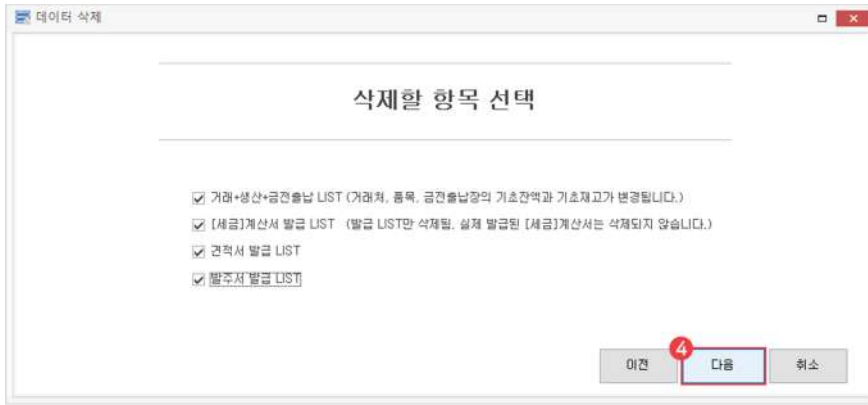 데이터 삭제
삭제할 항목 선택
거래+생산+금전출납 LIST (거래처, 품목, 금전출납장의 기초잔액과 기초재고가 변경됩니다.)
[세금]계산서 발급 LIST (발급 LIST만 삭제됨, 실제 발급된 [세금]계산서는 삭제되지 않습니다.)
견적서 발급 LIST
발주서 발급 LIST
4
이전 다음 취소